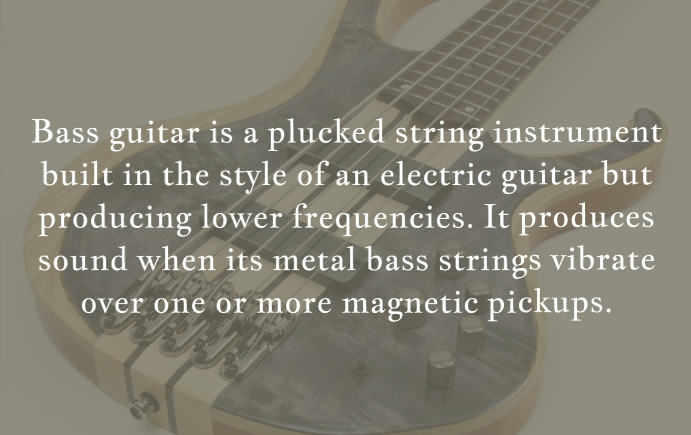 Bass guitar is a plucked string instrument
built in the style of an electric guitar but
producing lower frequencies. It produces
sound when its metal bass strings vibrate
over one or more magnetic pickups.